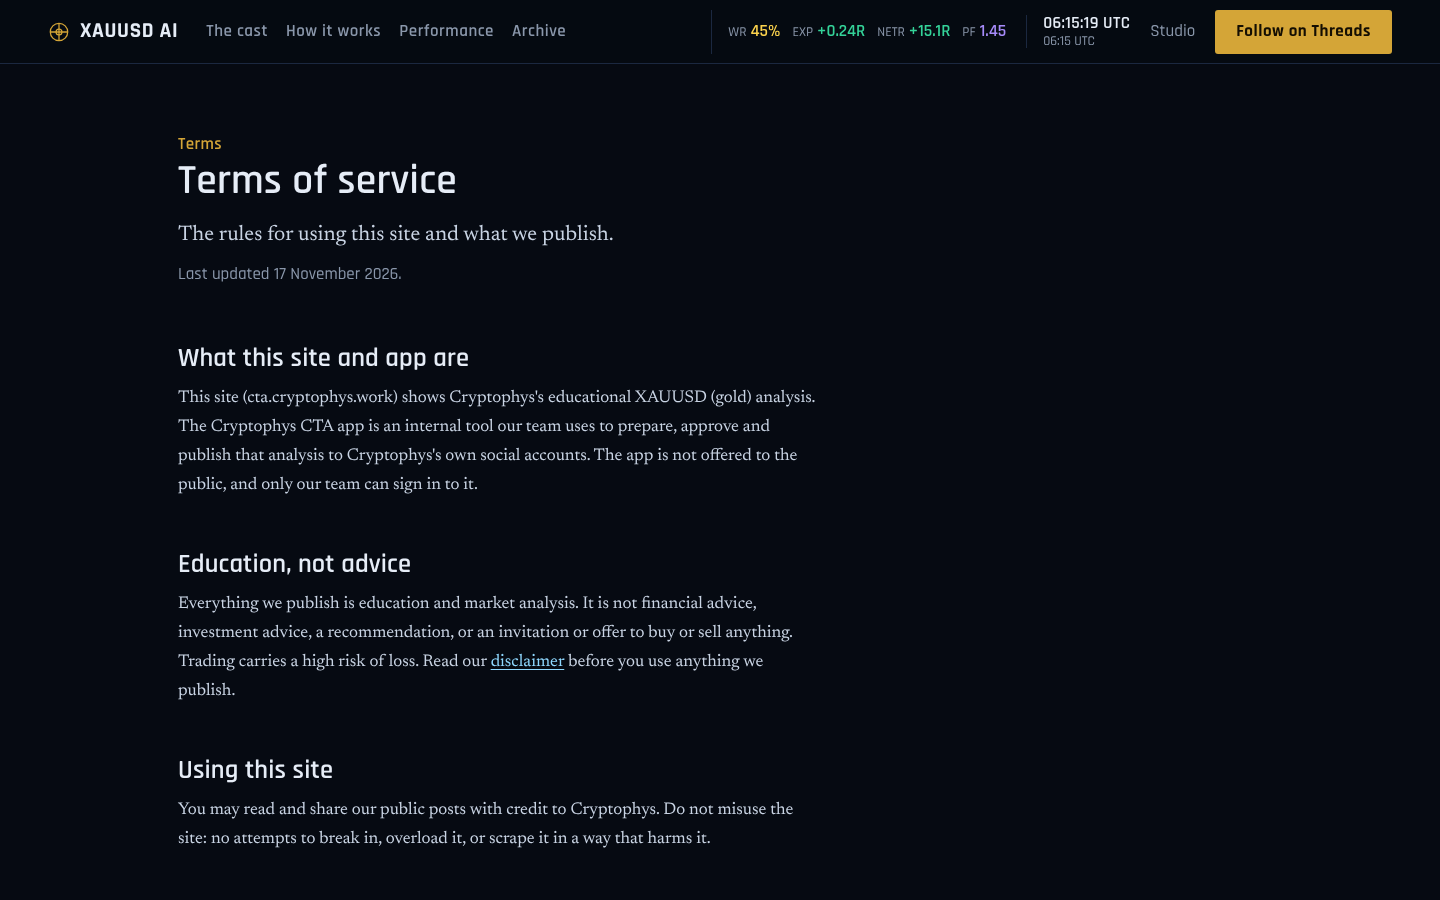 XAUUSD AI The cast How it works Performance Archive WR 45% EXP +0.24R NETR +15.1R PF 1.45 06:15:19 UTC Studio Follow on Threads
06:15 UTC
Terms
Terms of service
The rules for using this site and what we publish.
Last updated 17 November 2026.
What this site and app are
This site (cta.cryptophys.work) shows Cryptophys's educational XAUUSD (gold) analysis.
The Cryptophys CTA app is an internal tool our team uses to prepare, approve and
publish that analysis to Cryptophys's own social accounts. The app is not offered to the
public, and only our team can sign in to it.
Education, not advice
Everything we publish is education and market analysis. It is not financial advice,
investment advice, a recommendation, or an invitation or offer to buy or sell anything.
Trading carries a high risk of loss. Read our disclaimer before you use anything we
publish.
Using this site
You may read and share our public posts with credit to Cryptophys. Do not misuse the
site: no attempts to break in, overload it, or scrape it in a way that harms it.